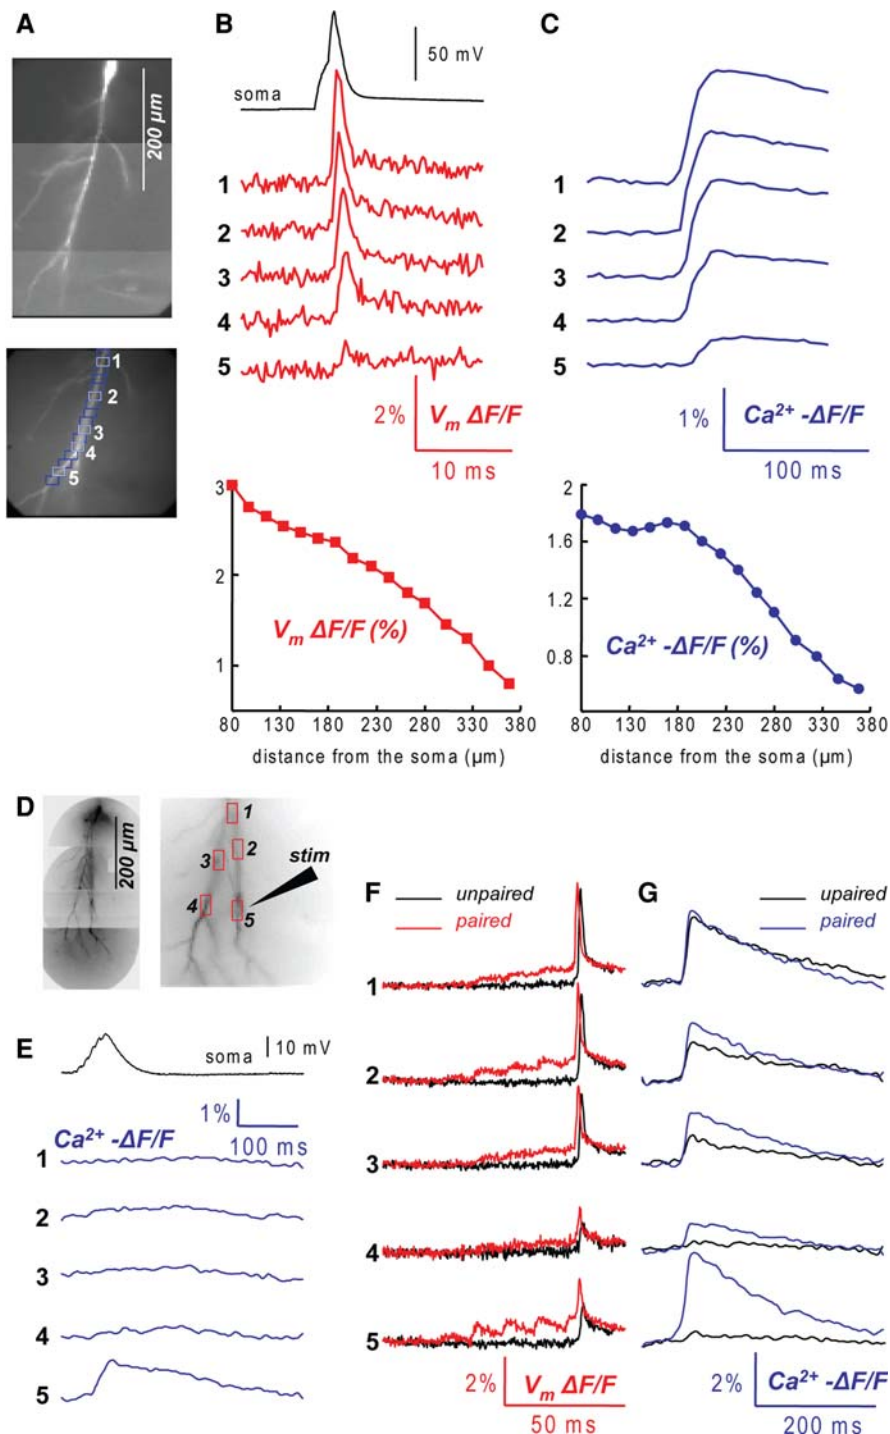 A
200 µm
1
2
3
4
5
B
50 mV
soma
1
2
3
4
5
2%
Vm ΔF/F
10 ms
3
2
1
Vm ΔF/F (%)
80 130 180 230 280 330 380
distance from the soma (µm)
C
1
2
3
4
5
1%
Ca2+ -ΔF/F
100 ms
2
1.6
1.2
0.8
Ca2+ -ΔF/F (%)
80 130 180 230 280 330 380
distance from the soma (µm)
D
200 µm
1
2
3
stim
4
5
E
soma
10 mV
1%
Ca2+ -ΔF/F
100 ms
1
2
3
4
5
F
unpaired
paired
1
2
3
4
5
2%
Vm ΔF/F
50 ms
G
upaired
paired
2%
Ca2+ -ΔF/F
200 ms